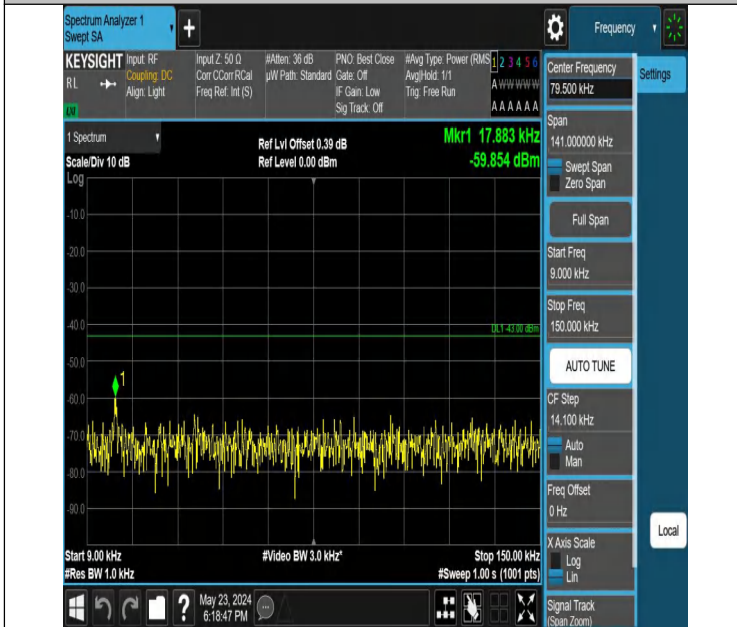 Spectrum Analyzer 1
Swept SA
+
Frequency
KEYSIGHT
RL
Input: RF
Coupling: DC
Align: Light
Input Z: 50 Ω
Corr CCorr RCal
Freq Ref: Int (S)
#Atten: 36 dB
µW Path: Standard
PNO: Best Close
Gate: Off
IF Gain: Low
Sig Track: Off
#Avg Type: Power (RMS
Avg|Hold: 1/1
Trig: Free Run
1 2 3 4 5 6
A W W W W W
A A A A A A
1 Spectrum
Scale/Div 10 dB
Log
Ref Lvl Offset 0.39 dB
Ref Level 0.00 dBm
Mkr1 17.883 kHz
-59.854 dBm
-10.0
-20.0
-30.0
-40.0
DL1 -43.00 dBm
-50.0
1
-60.0
-70.0
-80.0
-90.0
Start 9.00 kHz
#Video BW 3.0 kHz*
Stop 150.00 kHz
#Res BW 1.0 kHz
#Sweep 1.00 s (1001 pts)
?
May 23, 2024
6:18:47 PM
Center Frequency
79.500 kHz
Settings
Span
141.000000 kHz
Swept Span
Zero Span
Full Span
Start Freq
9.000 kHz
Stop Freq
150.000 kHz
AUTO TUNE
CF Step
14.100 kHz
Auto
Man
Freq Offset
0 Hz
Local
X Axis Scale
Log
Lin
Signal Track
(Span Zoom)